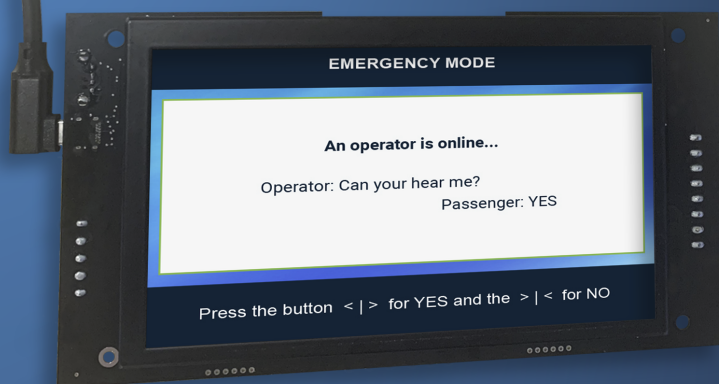 EMERGENCY MODE
An operator is online...
Operator: Can your hear me?
Passenger: YES
Press the button < | > for YES and the > | < for NO